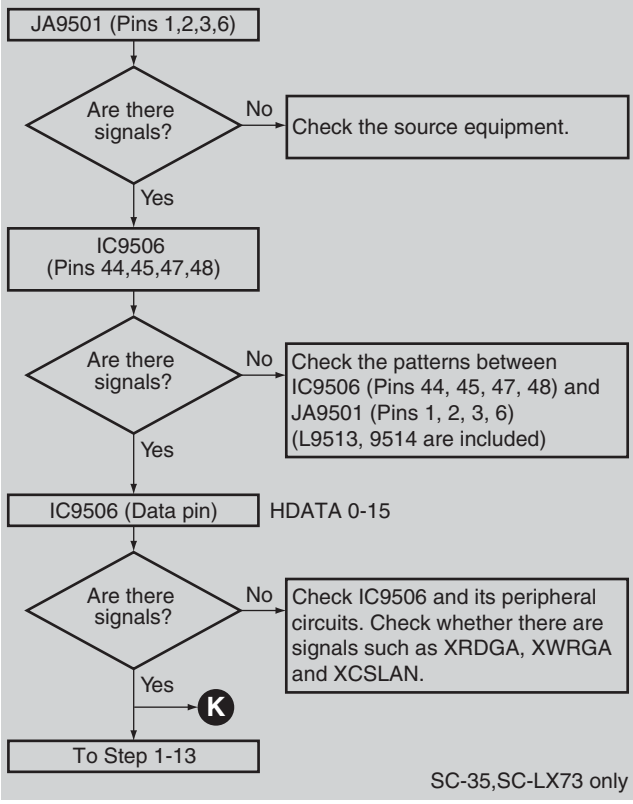 JA9501 (Pins 1,2,3,6)
Are there
signals?
No
Check the source equipment.
Yes
IC9506
(Pins 44,45,47,48)
Are there
signals?
No
Check the patterns between
IC9506 (Pins 44, 45, 47, 48) and
JA9501 (Pins 1, 2, 3, 6)
(L9513, 9514 are included)
Yes
IC9506 (Data pin)
HDATA 0-15
Are there
signals?
No
Check IC9506 and its peripheral
circuits. Check whether there are
signals such as XRDGA, XWRGA
and XCSLAN.
Yes
K
To Step 1-13
SC-35,SC-LX73 only